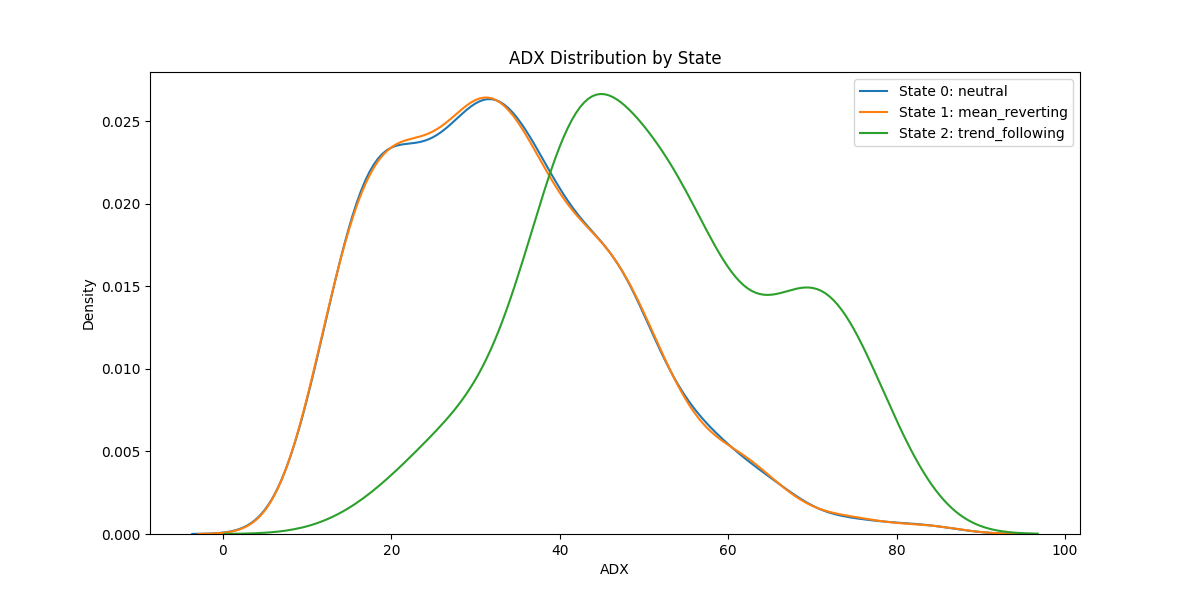 ADX Distribution by State
State 0: neutral
State 1: mean_reverting
State 2: trend_following
Density
0.025
0.020
0.015
0.010
0.005
0.000
0 20 40 60 80 100
ADX